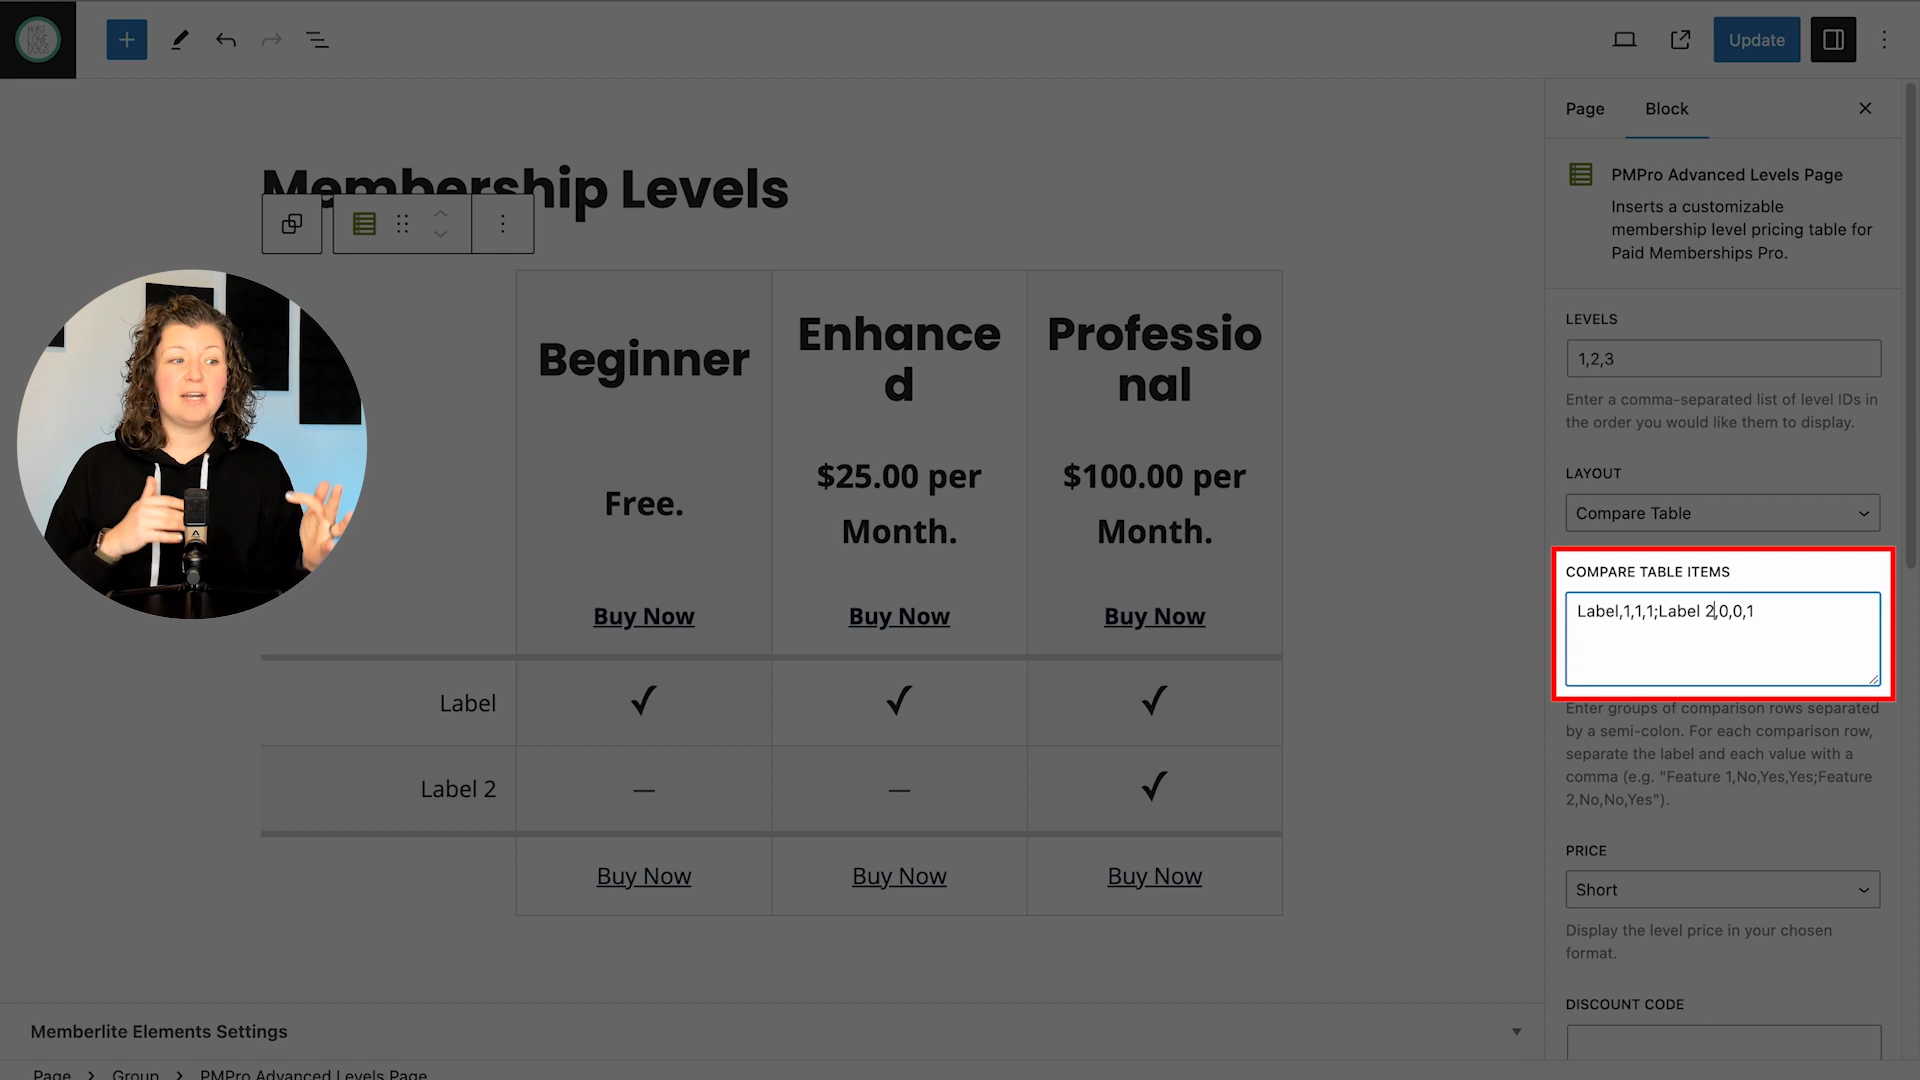 Update
Page
Block
PMPro Advanced Levels Page
Inserts a customizable
membership level pricing table for
Paid Memberships Pro.
LEVELS
1,2,3
Enter a comma-separated list of level IDs in
the order you would like them to display.
LAYOUT
Compare Table
COMPARE TABLE ITEMS
Label,1,1,1;Label 2,0,0,1
Enter groups of comparison rows separated
by a semi-colon. For each comparison row,
separate the label and each value with a
comma (e.g. "Feature 1,No,Yes,Yes;Feature
2,No,No,Yes").
PRICE
Short
Display the level price in your chosen
format.
DISCOUNT CODE
Membership Levels
Beginner
Enhance
d
Professio
nal
Free.
$25.00 per
Month.
$100.00 per
Month.
Buy Now
Buy Now
Buy Now
Label
Label 2
Buy Now
Buy Now
Buy Now
Memberlite Elements Settings
Page > Group > PMPro Advanced Levels Page